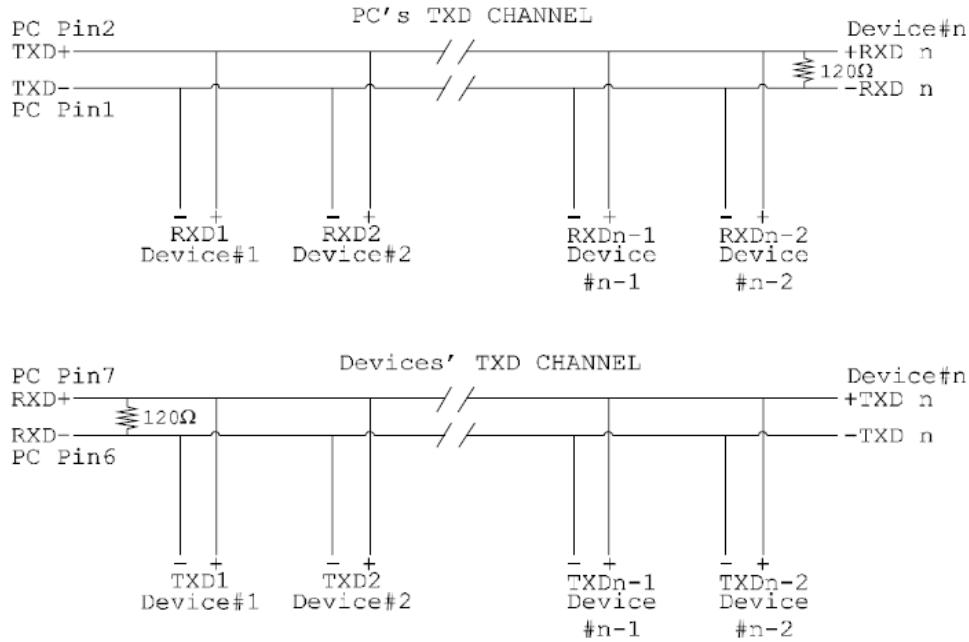 PC's TXD CHANNEL
PC Pin2
Device#n
TXD+
+RXD n
120Ω
TXD-
-RXD n
PC Pin1
- + - + - + - +
RXD1 RXD2 RXDn-1 RXDn-2
Device#1 Device#2 Device Device
#n-1 #n-2
Devices' TXD CHANNEL
PC Pin7
Device#n
RXD+
+TXD n
120Ω
RXD-
-TXD n
PC Pin6
- + - + - + - +
TXD1 TXD2 TXDn-1 TXDn-2
Device#1 Device#2 Device Device
#n-1 #n-2